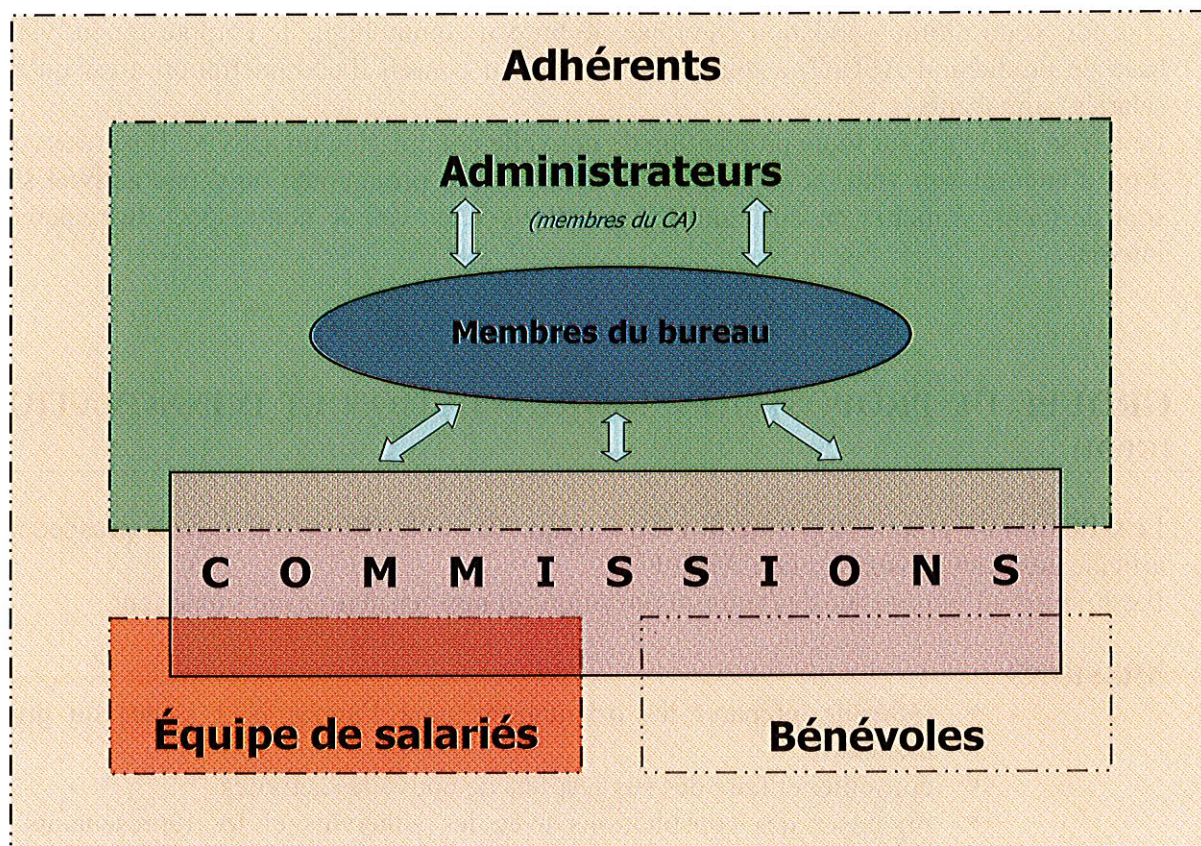 Adhérents
Administrateurs
(membres du CA)
Membres du bureau
C O M M I S S I O N S
Équipe de salariés
Bénévoles